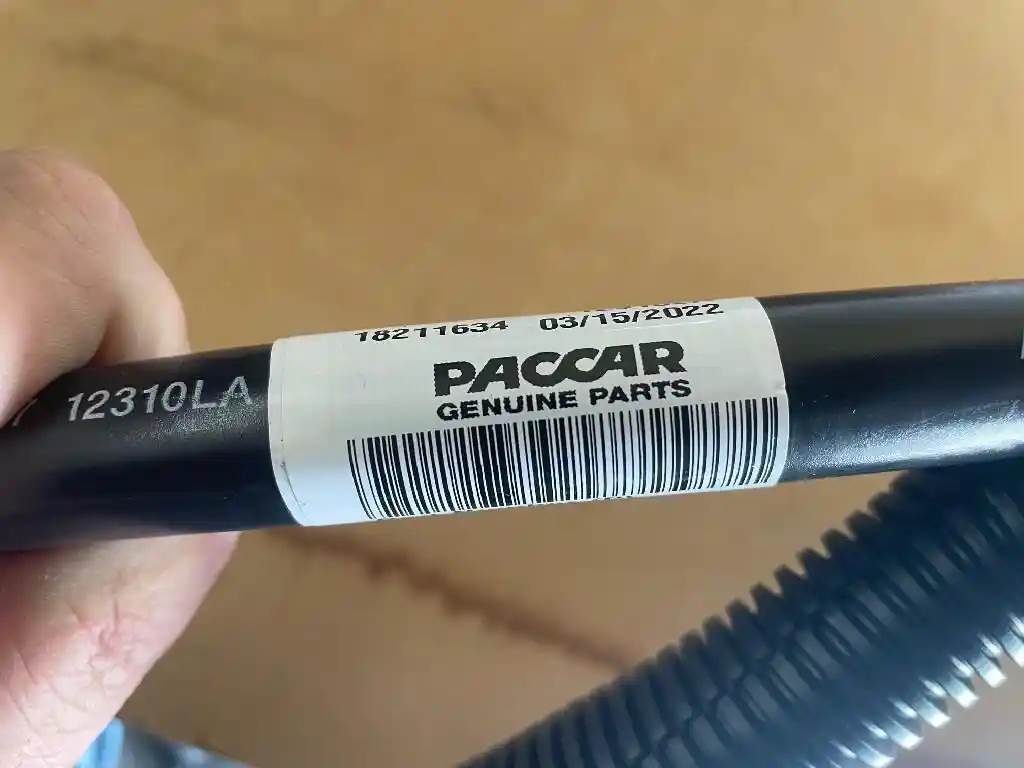 18211634 03/15/2022
PACCAR
GENUINE PARTS
12310LA